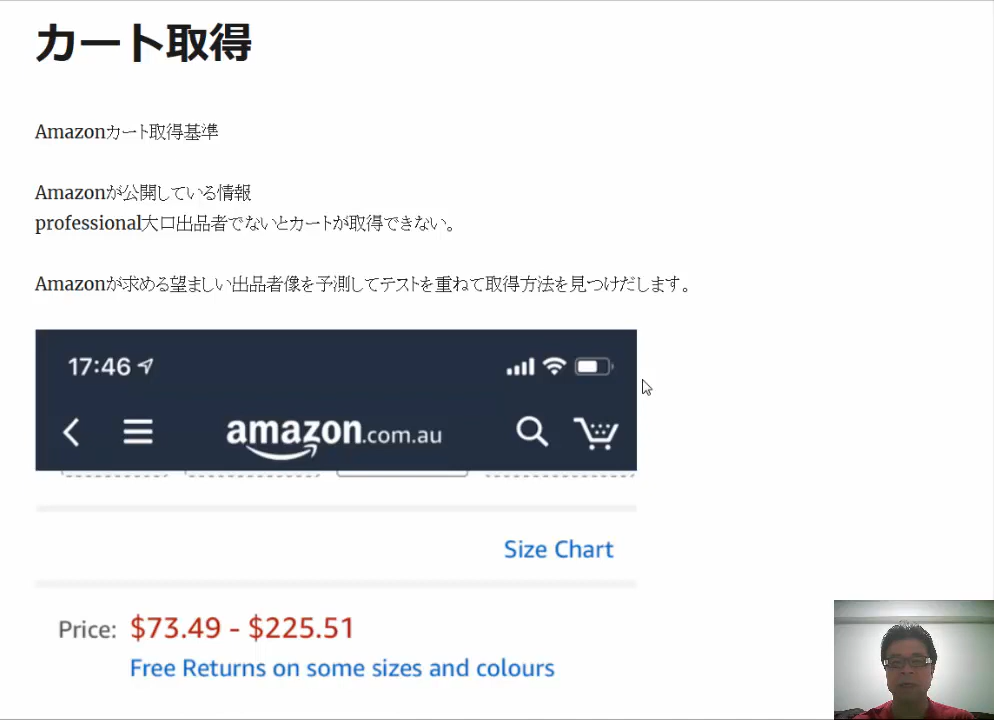 カート取得
Amazonカート取得基準
Amazonが公開している情報
professional大口出品者でないとカートが取得できない。
Amazonが求める望ましい出品者像を予測してテストを重ねて取得方法を見つけだします。
17:46
amazon.com.au
Size Chart
Price: $73.49 - $225.51
Free Returns on some sizes and colours